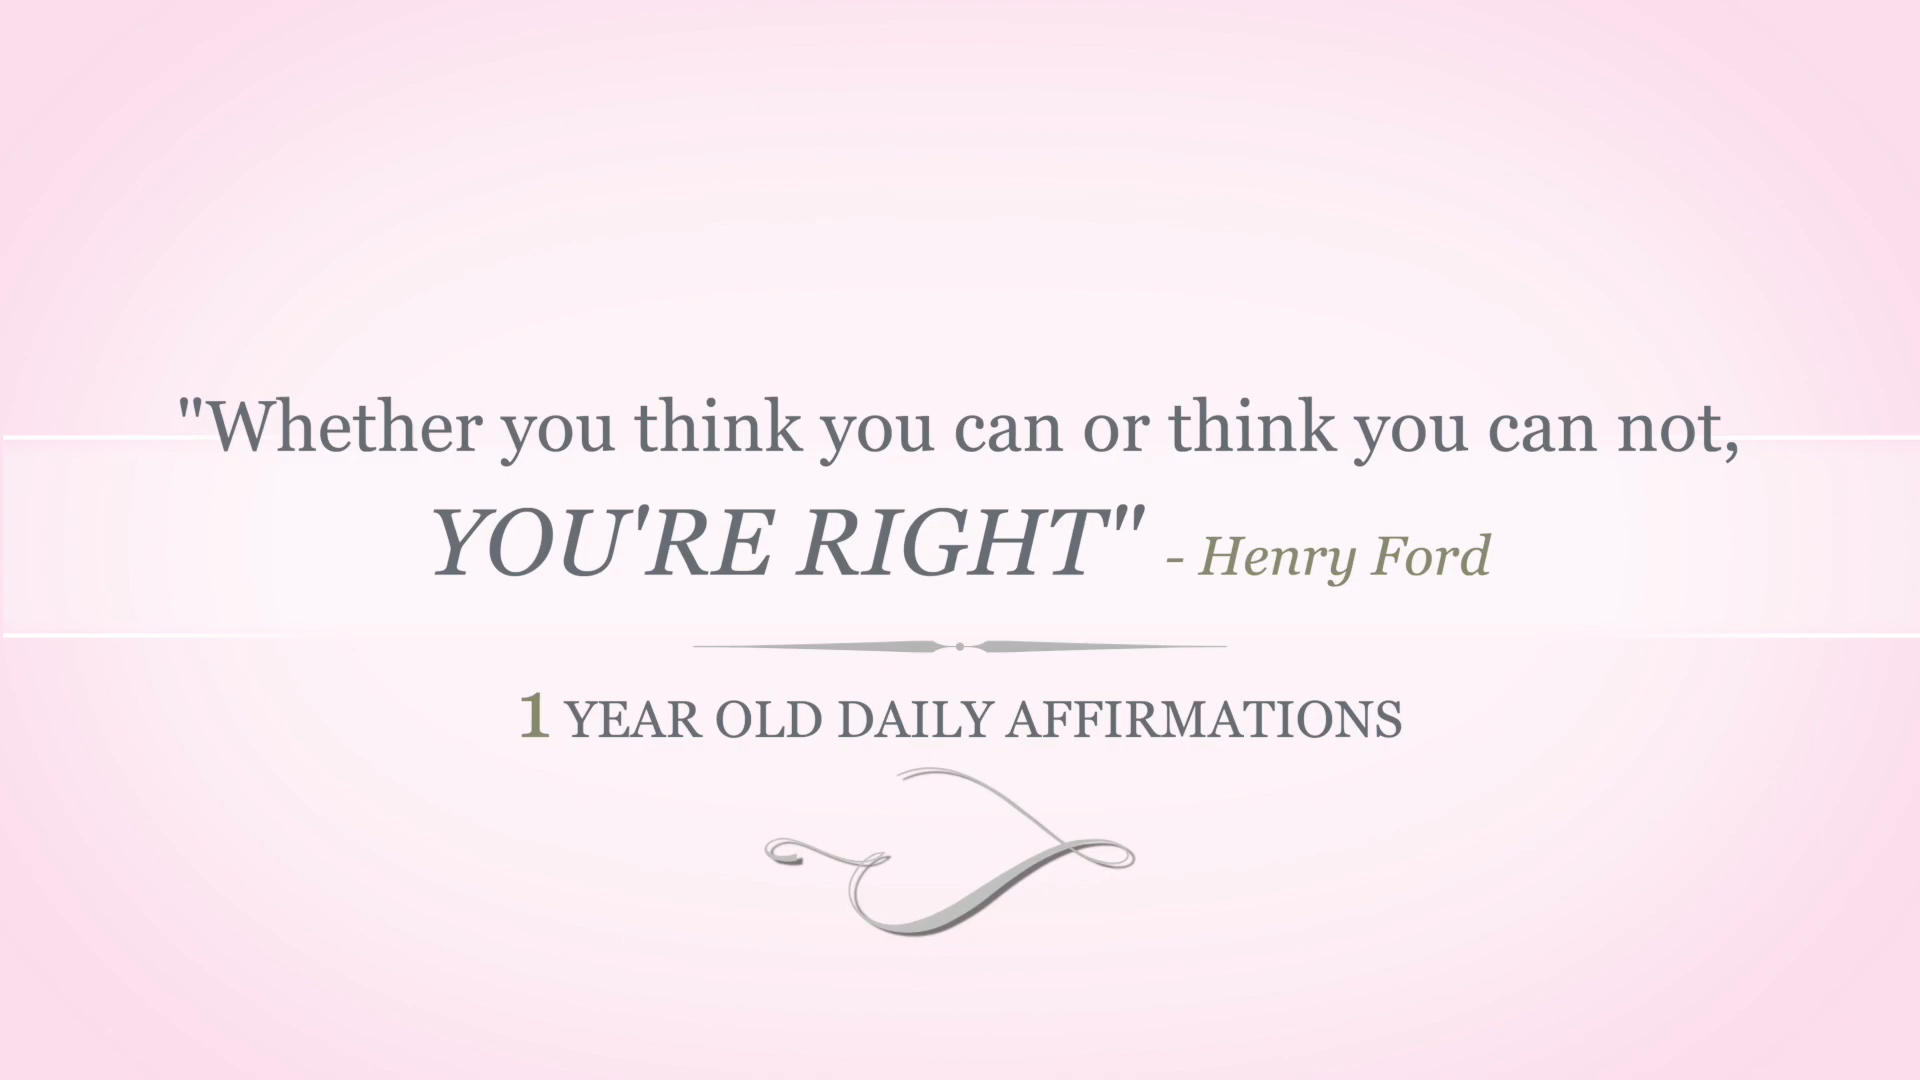 "Whether you think you can or think you can not,
YOU'RE RIGHT" - Henry Ford
1 YEAR OLD DAILY AFFIRMATIONS